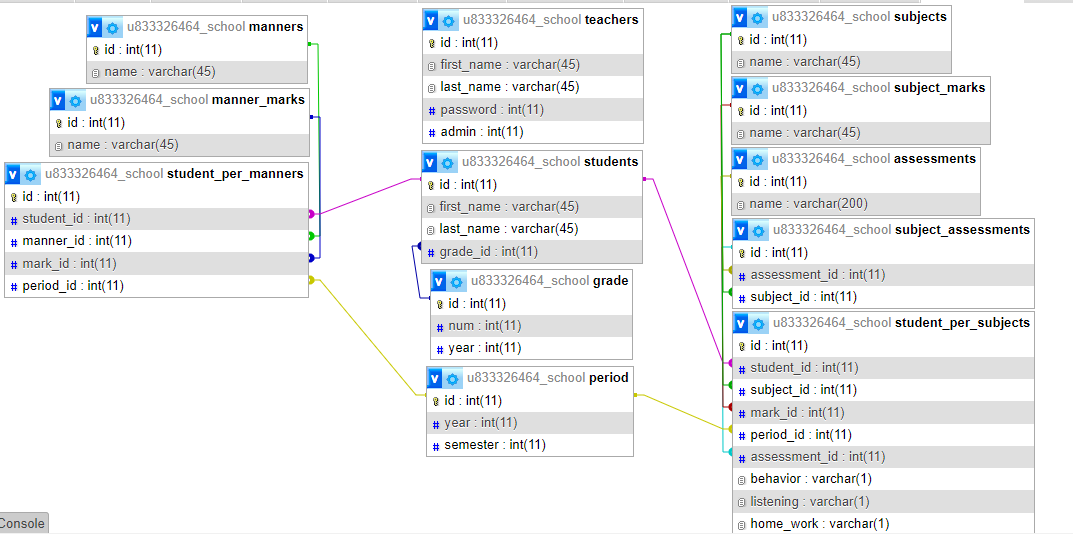 u833326464_school manners
id : int(11)
name : varchar(45)
u833326464_school manner_marks
id : int(11)
name : varchar(45)
u833326464_school student_per_manners
id : int(11)
student_id : int(11)
manner_id : int(11)
mark_id : int(11)
period_id : int(11)
u833326464_school teachers
id : int(11)
first_name : varchar(45)
last_name : varchar(45)
password : int(11)
admin : int(11)
u833326464_school students
id : int(11)
first_name : varchar(45)
last_name : varchar(45)
grade_id : int(11)
u833326464_school grade
id : int(11)
num : int(11)
year : int(11)
u833326464_school period
id : int(11)
year : int(11)
semester : int(11)
u833326464_school subjects
id : int(11)
name : varchar(45)
u833326464_school subject_marks
id : int(11)
name : varchar(45)
u833326464_school assessments
id : int(11)
name : varchar(200)
u833326464_school subject_assessments
id : int(11)
assessment_id : int(11)
subject_id : int(11)
u833326464_school student_per_subjects
id : int(11)
student_id : int(11)
subject_id : int(11)
mark_id : int(11)
period_id : int(11)
assessment_id : int(11)
behavior : varchar(1)
listening : varchar(1)
home_work : varchar(1)
Console